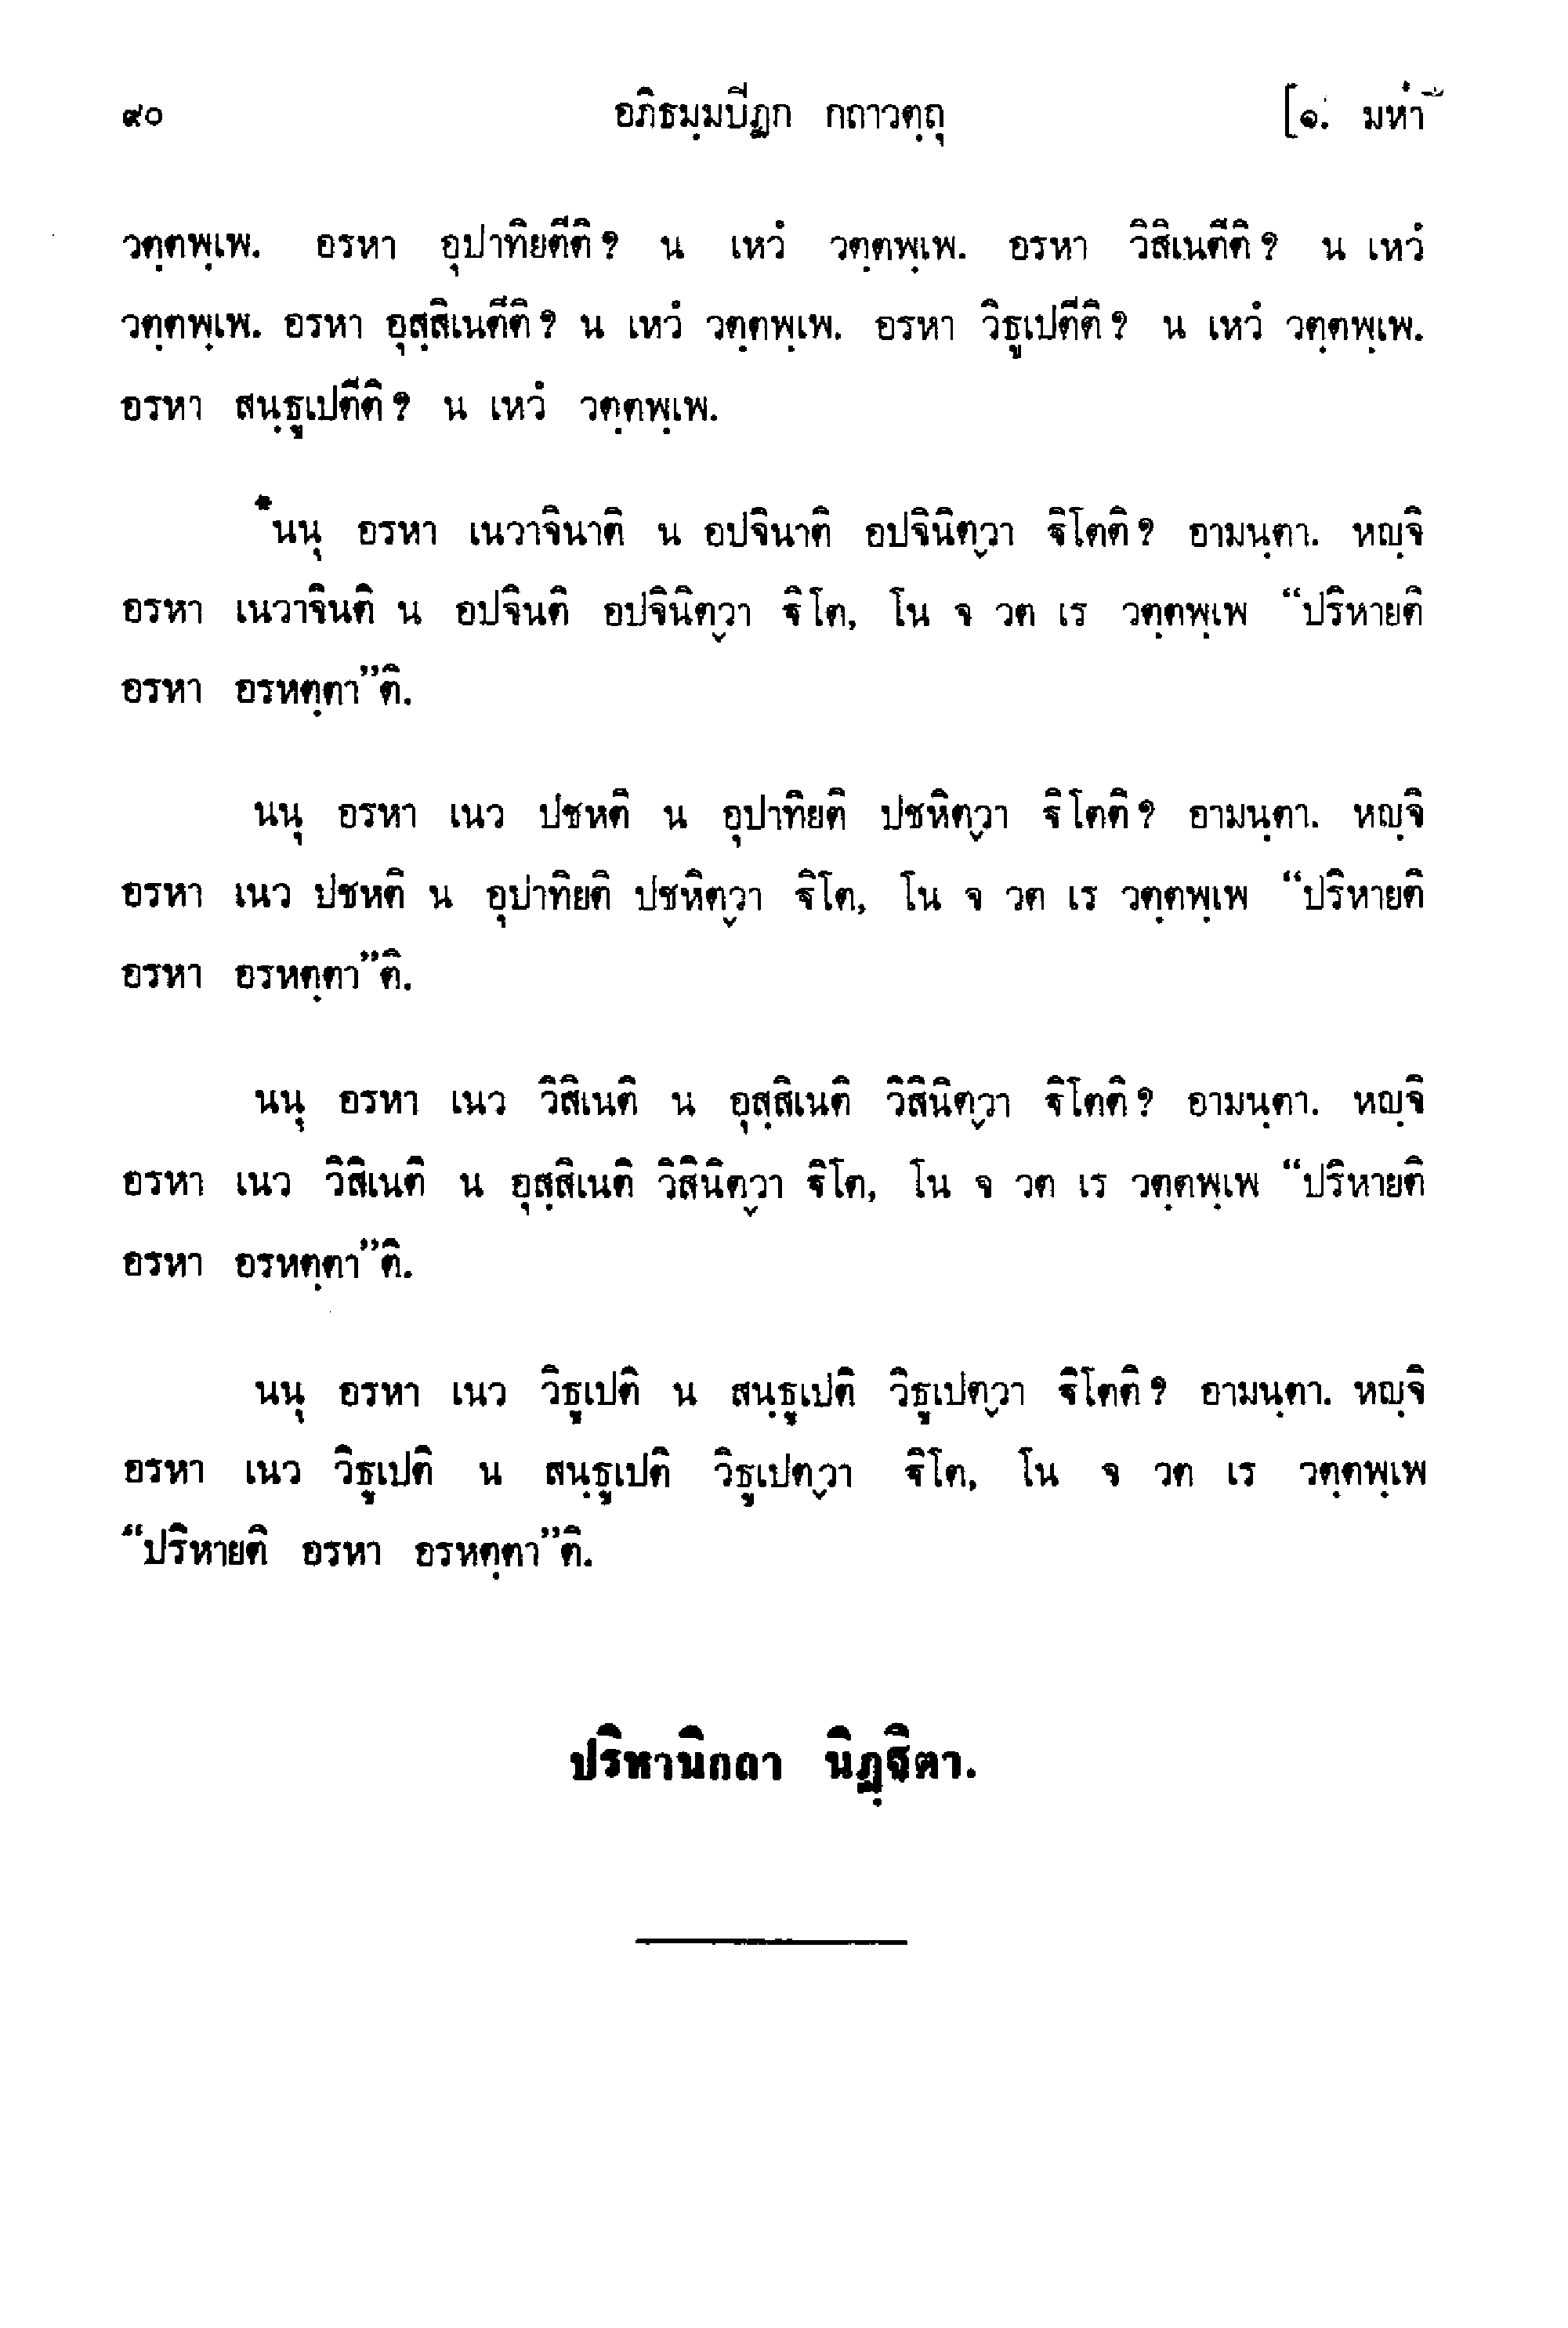 ๙๐ อภิธมฺมปีฏก กถาวตฺถุ [๑. มหา
วตฺตพฺเพ. อรหา อุปาทิยตีติ? น เหวํ วตฺตพฺเพ. อรหา วิสิเนตีติ? น เหวํ
วตฺตพฺเพ. อรหา อุสฺสิเนตีติ? น เหวํ วตฺตพฺเพ. อรหา วิธูเปตีติ? น เหวํ วตฺตพฺเพ.
อรหา สนฺธูเปตีติ? น เหวํ วตฺตพฺเพ.
*นนุ อรหา เนวาจินาติ น อปจินาติ อปจินิตฺวา ฐิโตติ? อามนฺตา. หญฺจิ
อรหา เนวาจินติ น อปจินติ อปจินิตฺวา ฐิโต, โน จ วต เร วตฺตพฺเพ “ปริหายติ
อรหา อรหตฺตา”ติ.
นนุ อรหา เนว ปชหติ น อุปาทิยติ ปชหิตฺวา ฐิโตติ? อามนฺตา. หญฺจิ
อรหา เนว ปชหติ น อุปาทิยติ ปชหิตฺวา ฐิโต, โน จ วต เร วตฺตพฺเพ “ปริหายติ
อรหา อรหตฺตา”ติ.
นนุ อรหา เนว วิสิเนติ น อุสฺสิเนติ วิสินิตฺวา ฐิโตติ? อามนฺตา. หญฺจิ
อรหา เนว วิสิเนติ น อุสฺสิเนติ วิสินิตฺวา ฐิโต, โน จ วต เร วตฺตพฺเพ “ปริหายติ
อรหา อรหตฺตา”ติ.
นนุ อรหา เนว วิธูเปติ น สนฺธูเปติ วิธูเปตฺวา ฐิโตติ? อามนฺตา. หญฺจิ
อรหา เนว วิธูเปติ น สนฺธูเปติ วิธูเปตฺวา ฐิโต, โน จ วต เร วตฺตพฺเพ
“ปริหายติ อรหา อรหตฺตา”ติ.
ปริหานิกถา นิฏฺฐิตา.